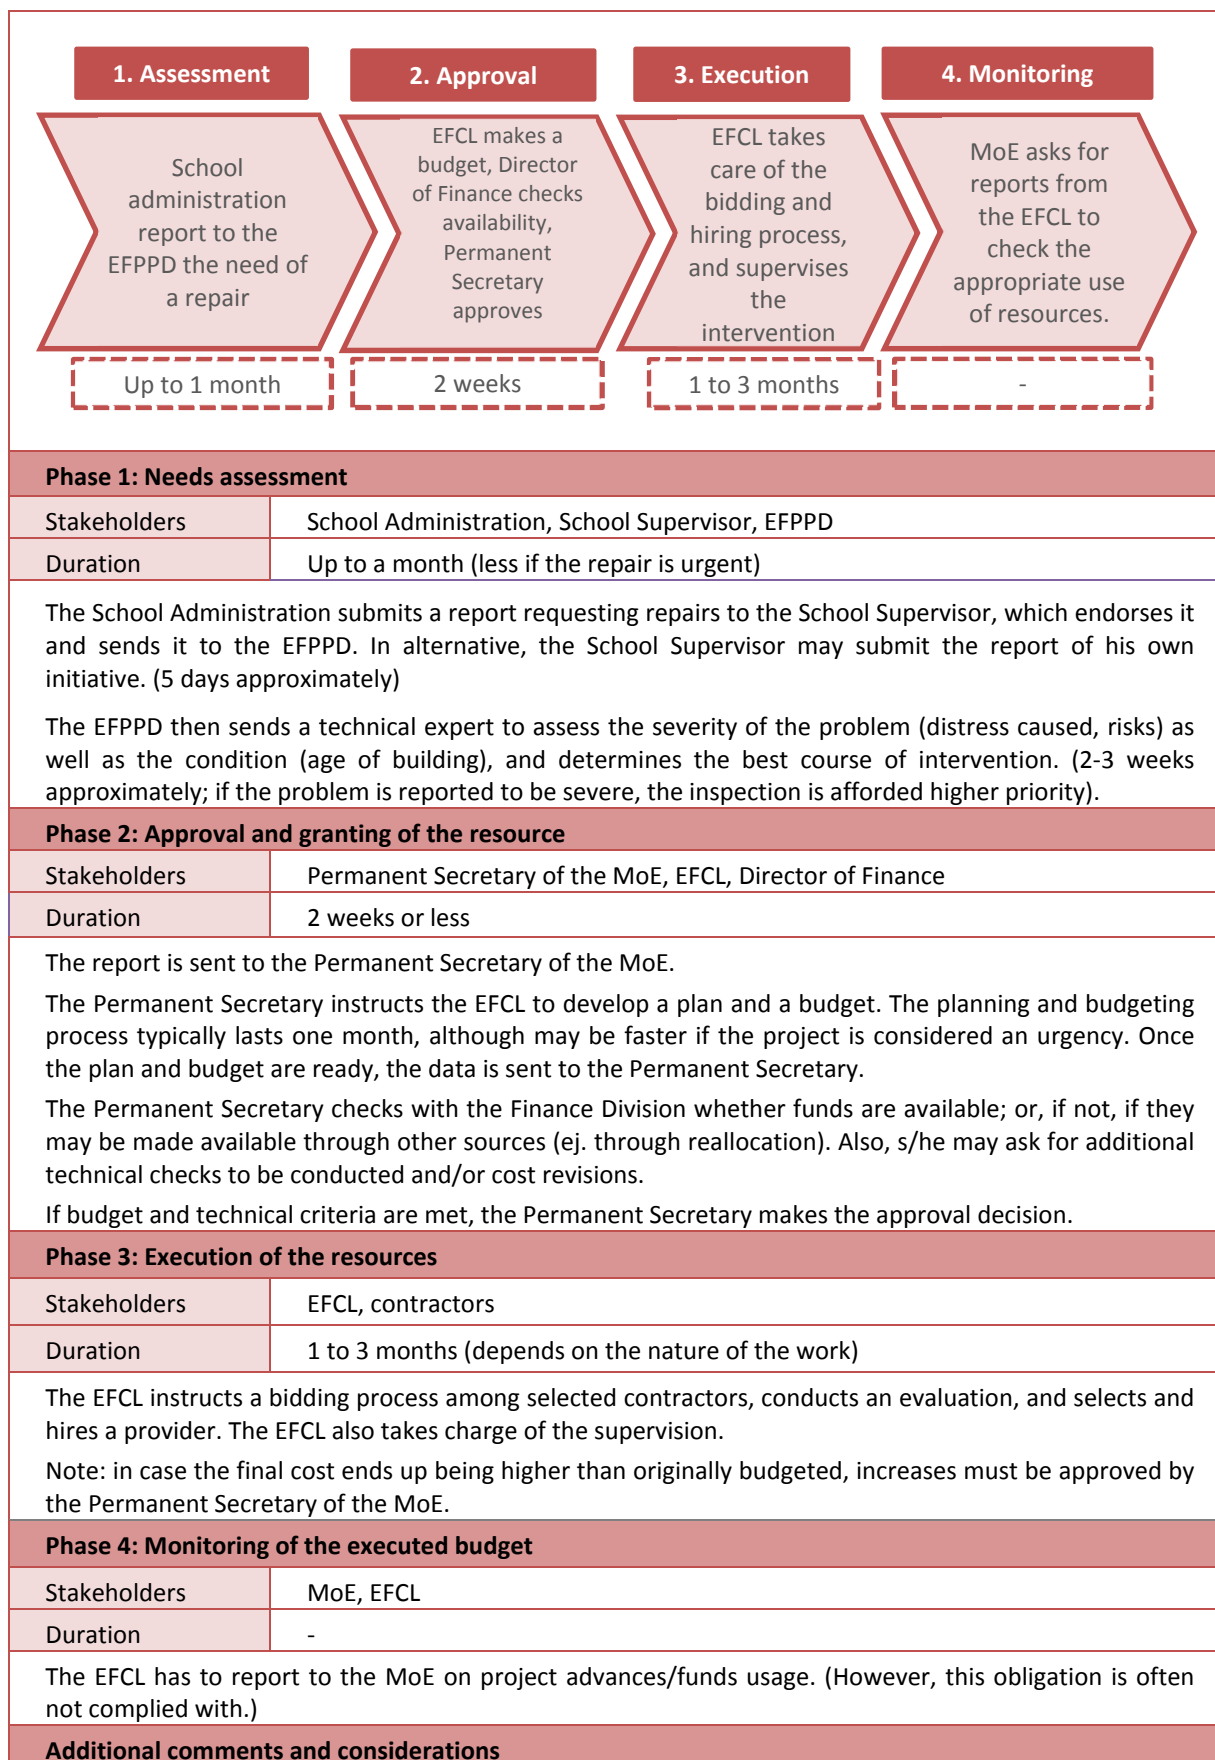 1. Assessment
2. Approval
3. Execution
4. Monitoring
School
administration
report to the
EFPPD the need of
a repair
EFCL makes a
budget, Director
of Finance checks
availability,
Permanent
Secretary
approves
EFCL takes
care of the
bidding and
hiring process,
and supervises
the
intervention
MoE asks for
reports from
the EFCL to
check the
appropriate use
of resources.
Up to 1 month
2 weeks
1 to 3 months
-
Phase 1: Needs assessment
Stakeholders School Administration, School Supervisor, EFPPD
Duration Up to a month (less if the repair is urgent)
The School Administration submits a report requesting repairs to the School Supervisor, which endorses it
and sends it to the EFPPD. In alternative, the School Supervisor may submit the report of his own
initiative. (5 days approximately)
The EFPPD then sends a technical expert to assess the severity of the problem (distress caused, risks) as
well as the condition (age of building), and determines the best course of intervention. (2-3 weeks
approximately; if the problem is reported to be severe, the inspection is afforded higher priority).
Phase 2: Approval and granting of the resource
Stakeholders Permanent Secretary of the MoE, EFCL, Director of Finance
Duration 2 weeks or less
The report is sent to the Permanent Secretary of the MoE.
The Permanent Secretary instructs the EFCL to develop a plan and a budget. The planning and budgeting
process typically lasts one month, although may be faster if the project is considered an urgency. Once
the plan and budget are ready, the data is sent to the Permanent Secretary.
The Permanent Secretary checks with the Finance Division whether funds are available; or, if not, if they
may be made available through other sources (ej. through reallocation). Also, s/he may ask for additional
technical checks to be conducted and/or cost revisions.
If budget and technical criteria are met, the Permanent Secretary makes the approval decision.
Phase 3: Execution of the resources
Stakeholders EFCL, contractors
Duration 1 to 3 months (depends on the nature of the work)
The EFCL instructs a bidding process among selected contractors, conducts an evaluation, and selects and
hires a provider. The EFCL also takes charge of the supervision.
Note: in case the final cost ends up being higher than originally budgeted, increases must be approved by
the Permanent Secretary of the MoE.
Phase 4: Monitoring of the executed budget
Stakeholders MoE, EFCL
Duration -
The EFCL has to report to the MoE on project advances/funds usage. (However, this obligation is often
not complied with.)
Additional comments and considerations